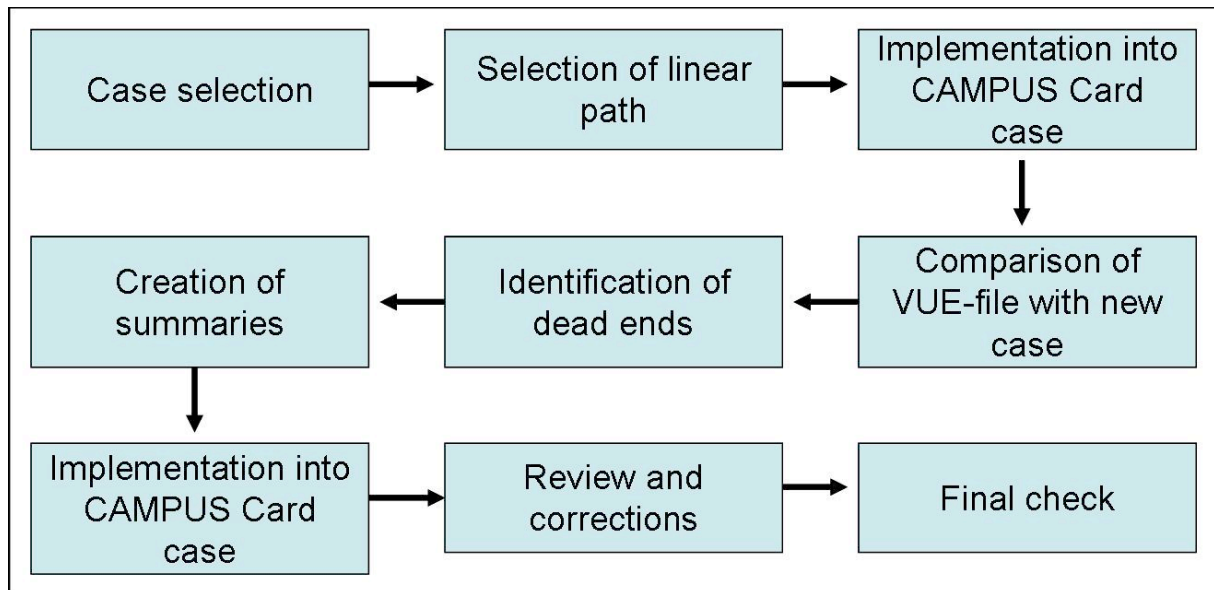 Case selection
Selection of linear
path
Implementation into
CAMPUS Card
case
Comparison of
VUE-file with new
case
Identification of
dead ends
Creation of
summaries
Implementation into
CAMPUS Card
case
Review and
corrections
Final check